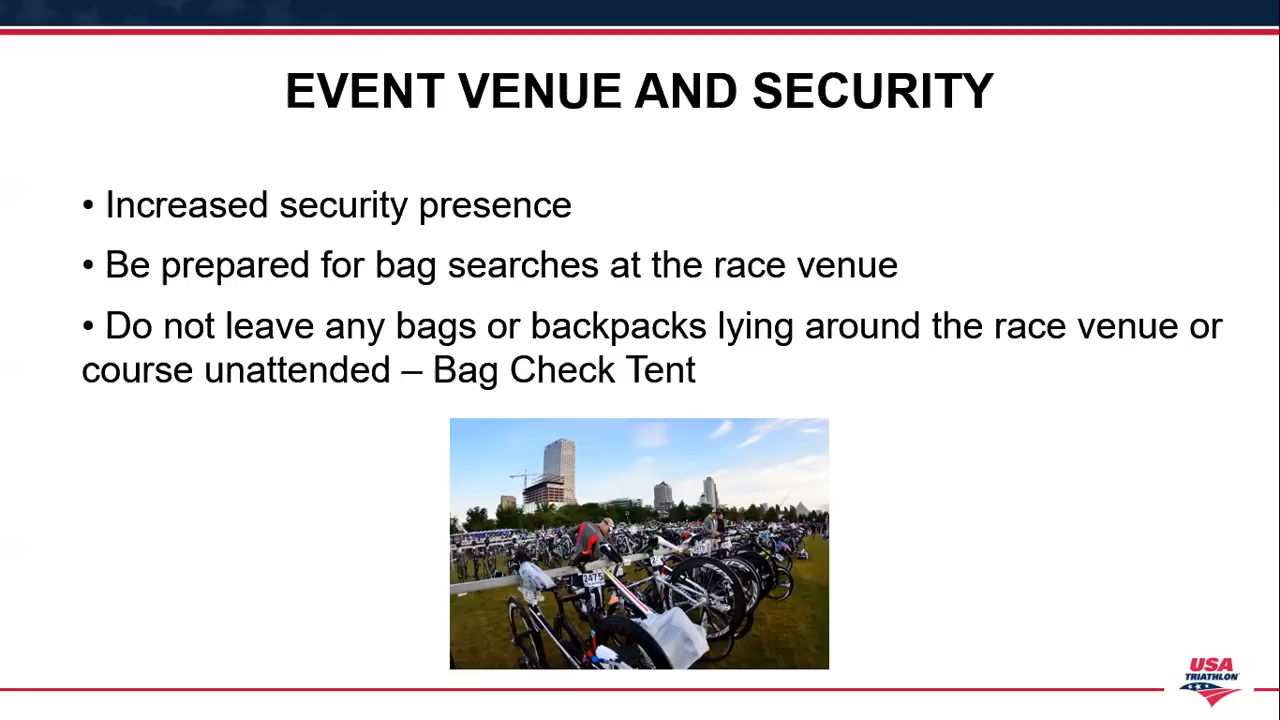 EVENT VENUE AND SECURITY
• Increased security presence
• Be prepared for bag searches at the race venue
• Do not leave any bags or backpacks lying around the race venue or
course unattended – Bag Check Tent
2475
USA
TRIATHLON